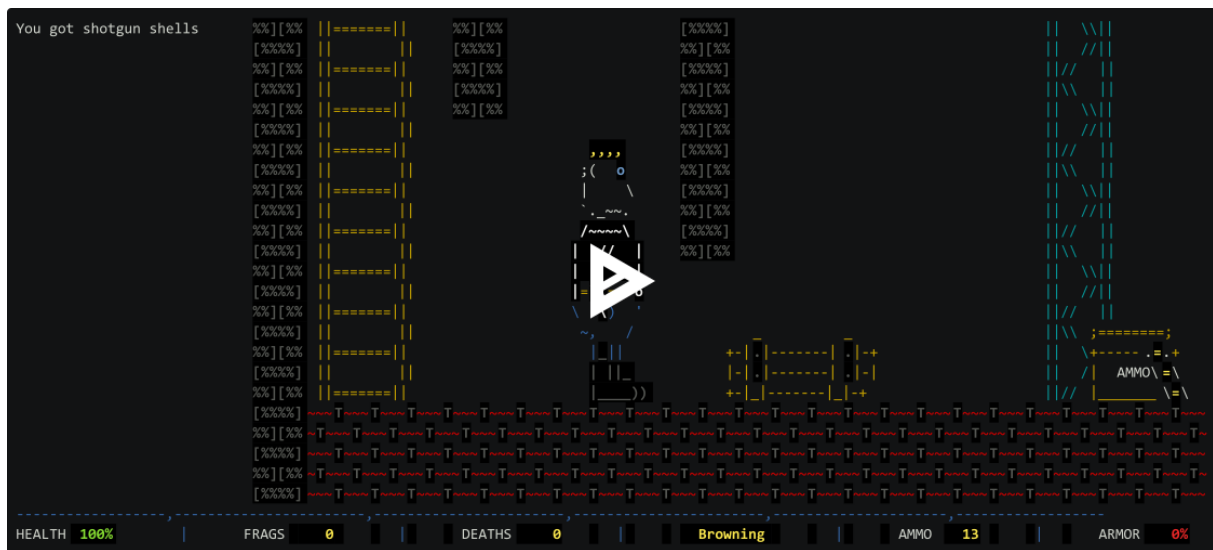 You got shotgun shells
AMMO
HEALTH 100% FRAGS 0 DEATHS 0 Browning AMMO 13 ARMOR 0%